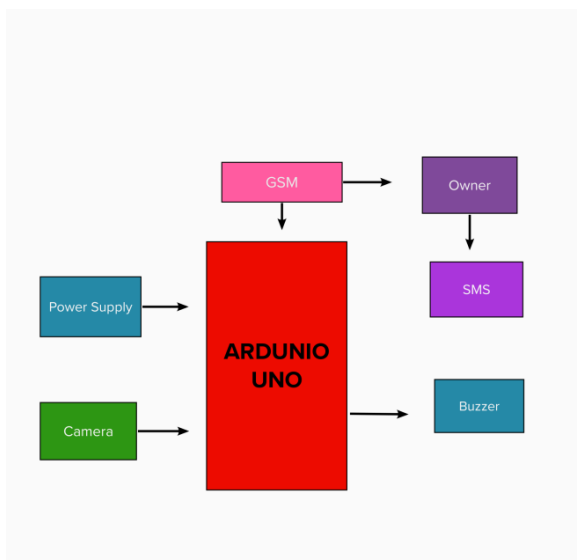 GSM
Owner
Power Supply
ARDUNIO
UNO
SMS
Camera
Buzzer